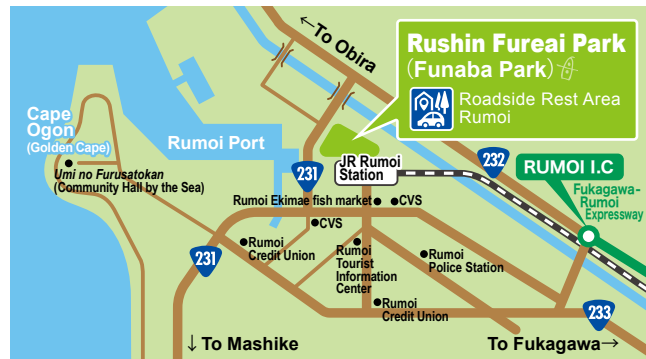 ←To Obira
Rushin Fureai Park
(Funaba Park)
Roadside Rest Area
Rumoi
Cape
Ogon
(Golden Cape)
Rumoi Port
Umi no Furusatokan
(Community Hall by the Sea)
231
JR Rumoi
Station
232
RUMOI I.C
Fukagawa-
Rumoi
Expressway
Rumoi Ekimae fish market
CVS
CVS
231
Rumoi
Credit Union
Rumoi
Tourist
Information
Center
Rumoi
Police Station
Rumoi
Credit Union
233
↓To Mashike
To Fukagawa→